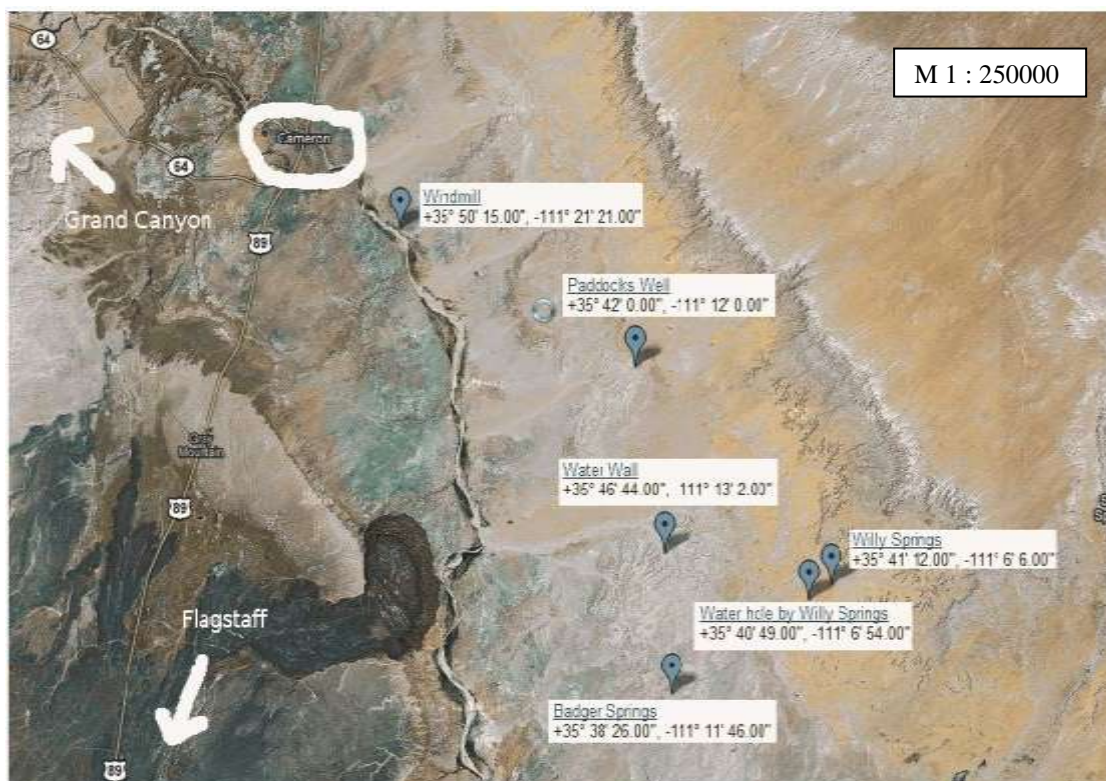 64
M 1 : 250000
Cameron
64
Windmill
+35° 50' 15.00", -111° 21' 21.00"
Grand Canyon
89
Paddocks Well
+35° 42' 0.00", -111° 12' 0.00"
Gray
Mountain
Water Wall
+35° 46' 44.00", 111° 13' 2.00"
89
Willy Springs
+35° 41' 12.00", -111° 6' 6.00"
Flagstaff
Water hole by Willy Springs
+35° 40' 49.00", -111° 6' 54.00"
Badger Springs
+35° 38' 26.00", -111° 11' 46.00"
89